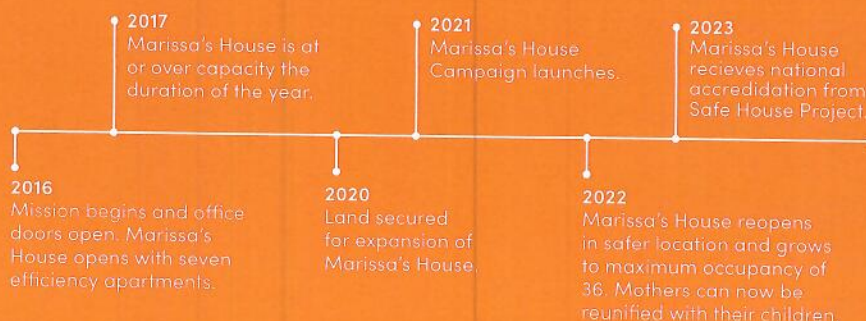 2017
Marissa's House is at
or over capacity the
duration of the year.
2021
Marissa's House
Campaign launches.
2023
Marissa's House
recieves national
accredidation from
Safe House Project.
2016
Mission begins and office
doors open. Marissa's
House opens with seven
efficiency apartments.
2020
Land secured
for expansion of
Marissa's House.
2022
Marissa's House reopens
in safer location and grows
to maximum occupancy of
36. Mothers can now be
reunified with their children